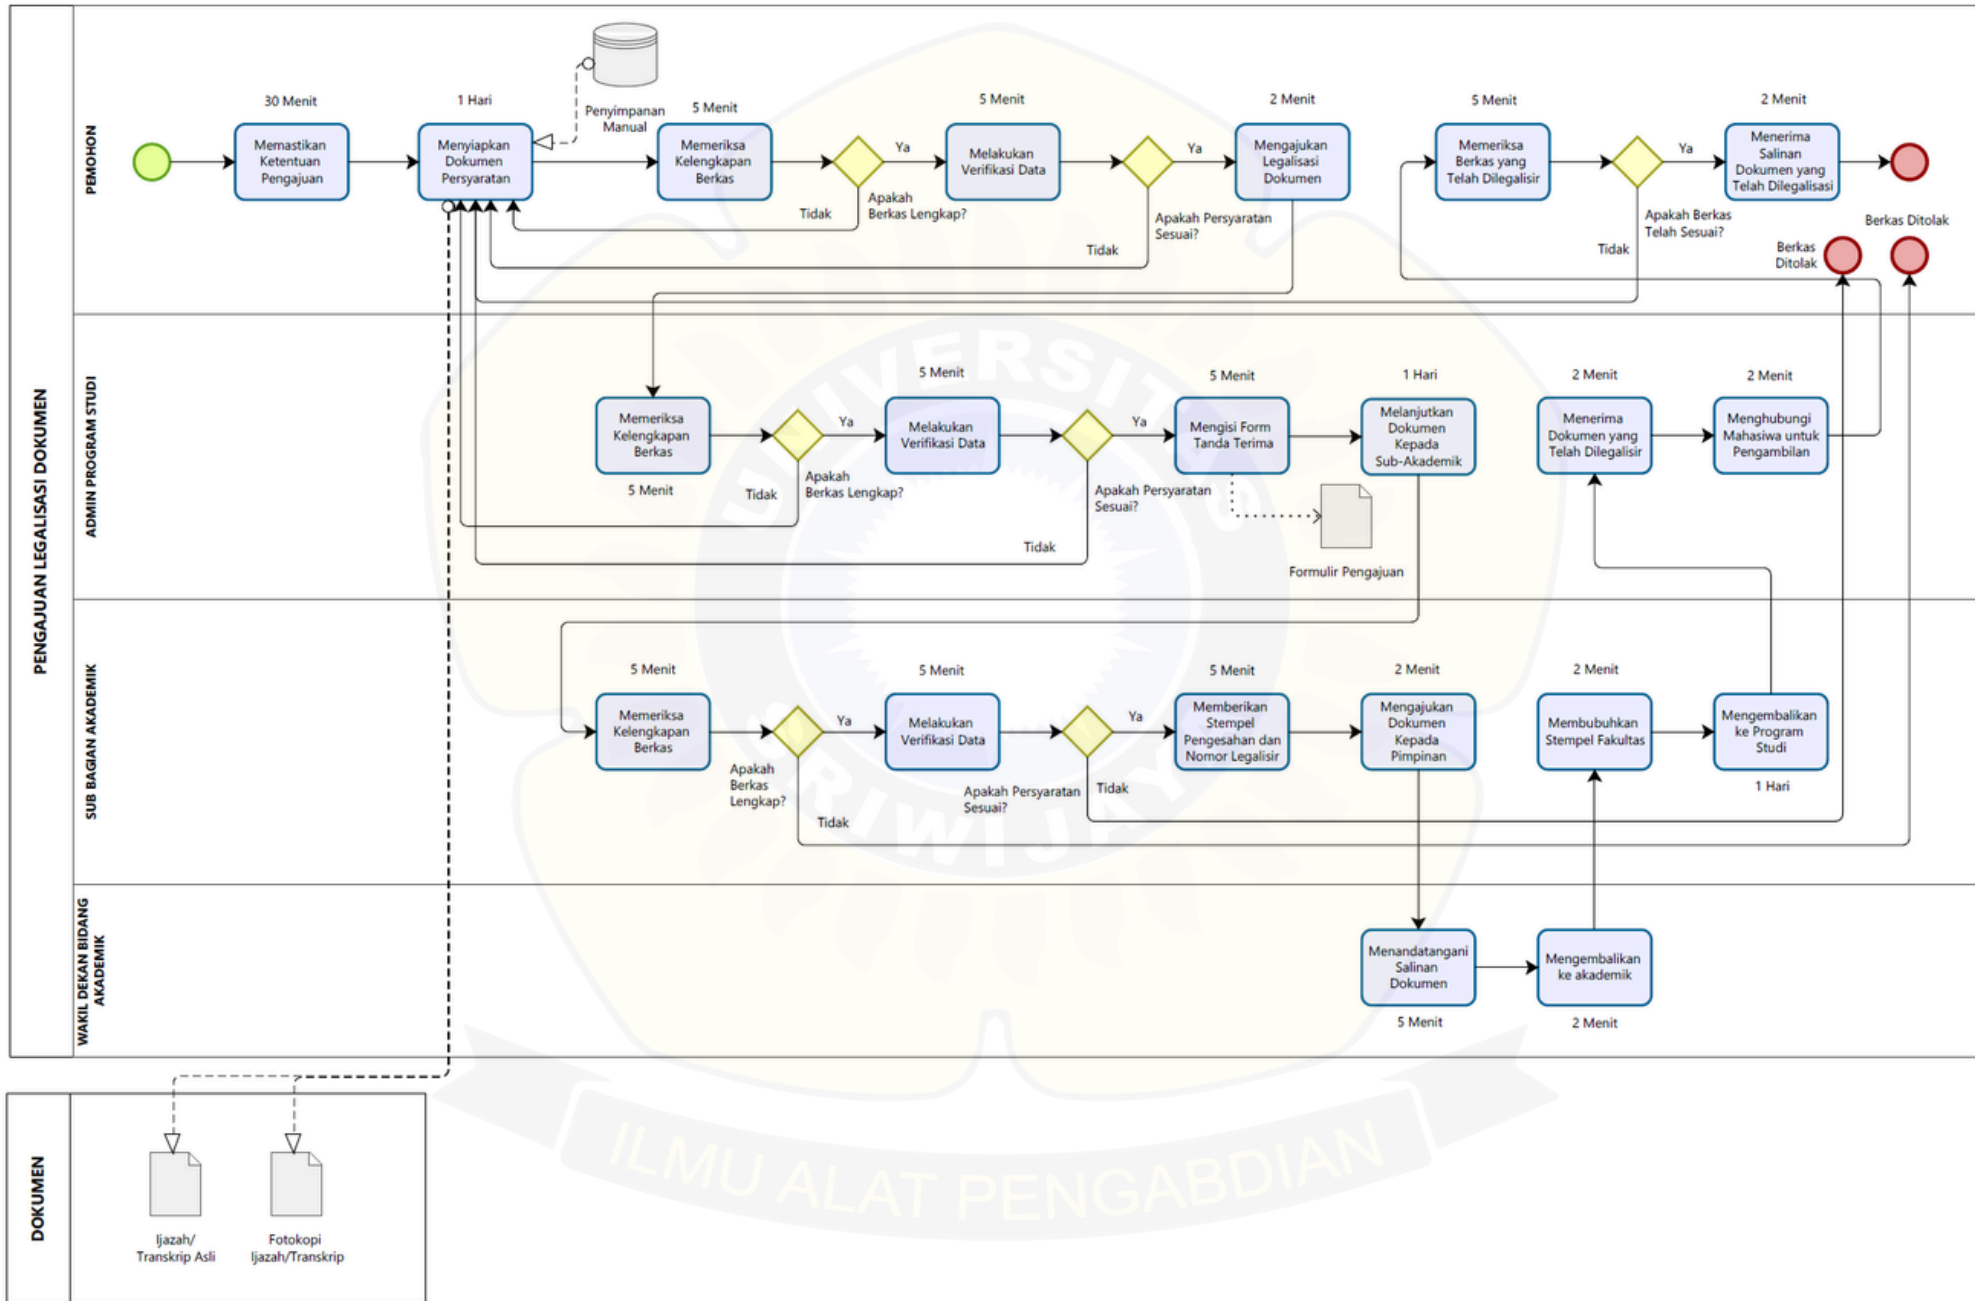 PENGAJUAN LEGALISASI DOKUMEN
PEMOHON
30 Menit
Memastikan
Ketentuan
Pengajuan
1 Hari
Menyiapkan
Dokumen
Persyaratan
Penyimpanan
Manual
5 Menit
Memeriksa
Kelengkapan
Berkas
Ya
Apakah
Berkas Lengkap?
Tidak
5 Menit
Melakukan
Verifikasi Data
Ya
Apakah Persyaratan
Sesuai?
Tidak
2 Menit
Mengajukan
Legalisasi
Dokumen
5 Menit
Memeriksa
Berkas yang
Telah Dilegalisir
Ya
Apakah Berkas
Telah Sesuai?
Tidak
2 Menit
Menerima
Salinan
Dokumen yang
Telah Dilegalisasi
Berkas
Ditolak
Berkas Ditolak
ADMIN PROGRAM STUDI
Memeriksa
Kelengkapan
Berkas
5 Menit
Ya
Apakah
Berkas Lengkap?
Tidak
5 Menit
Melakukan
Verifikasi Data
Ya
Apakah Persyaratan
Sesuai?
Tidak
5 Menit
Mengisi Form
Tanda Terima
Formulir Pengajuan
1 Hari
Melanjutkan
Dokumen
Kepada
Sub-Akademik
2 Menit
Menerima
Dokumen yang
Telah Dilegalisir
2 Menit
Menghubungi
Mahasiwa untuk
Pengambilan
SUB BAGIAN AKADEMIK
5 Menit
Memeriksa
Kelengkapan
Berkas
Ya
Apakah
Berkas
Lengkap?
Tidak
5 Menit
Melakukan
Verifikasi Data
Ya
Apakah Persyaratan
Sesuai?
Tidak
5 Menit
Memberikan
Stempel
Pengesahan dan
Nomor Legalisir
2 Menit
Mengajukan
Dokumen
Kepada
Pimpinan
2 Menit
Membubuhkan
Stempel Fakultas
Mengembalikan
ke Program
Studi
1 Hari
WAKIL DEKAN BIDANG
AKADEMIK
Menandatangani
Salinan
Dokumen
5 Menit
Mengembalikan
ke akademik
2 Menit
DOKUMEN
Ijazah/
Transkrip Asli
Fotokopi
Ijazah/Transkrip
UNIVERSITAS
SRIWIJAYA
ILMU ALAT PENGABDIAN